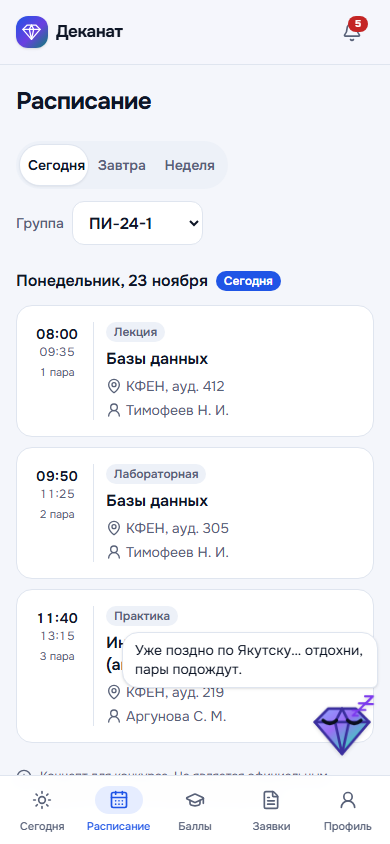 Деканат
5
Расписание
Сегодня
Завтра
Неделя
Группа
ПИ-24-1
Понедельник, 23 ноября
Сегодня
08:00
09:35
1 пара
Лекция
Базы данных
КФЕН, ауд. 412
Тимофеев Н. И.
09:50
11:25
2 пара
Лабораторная
Базы данных
КФЕН, ауд. 305
Тимофеев Н. И.
11:40
13:15
3 пара
Практика
Уже поздно по Якутску... отдохни,
пары подождут.
КФЕН, ауд. 219
Аргунова С. М.
Сегодня
Расписание
Баллы
Заявки
Профиль